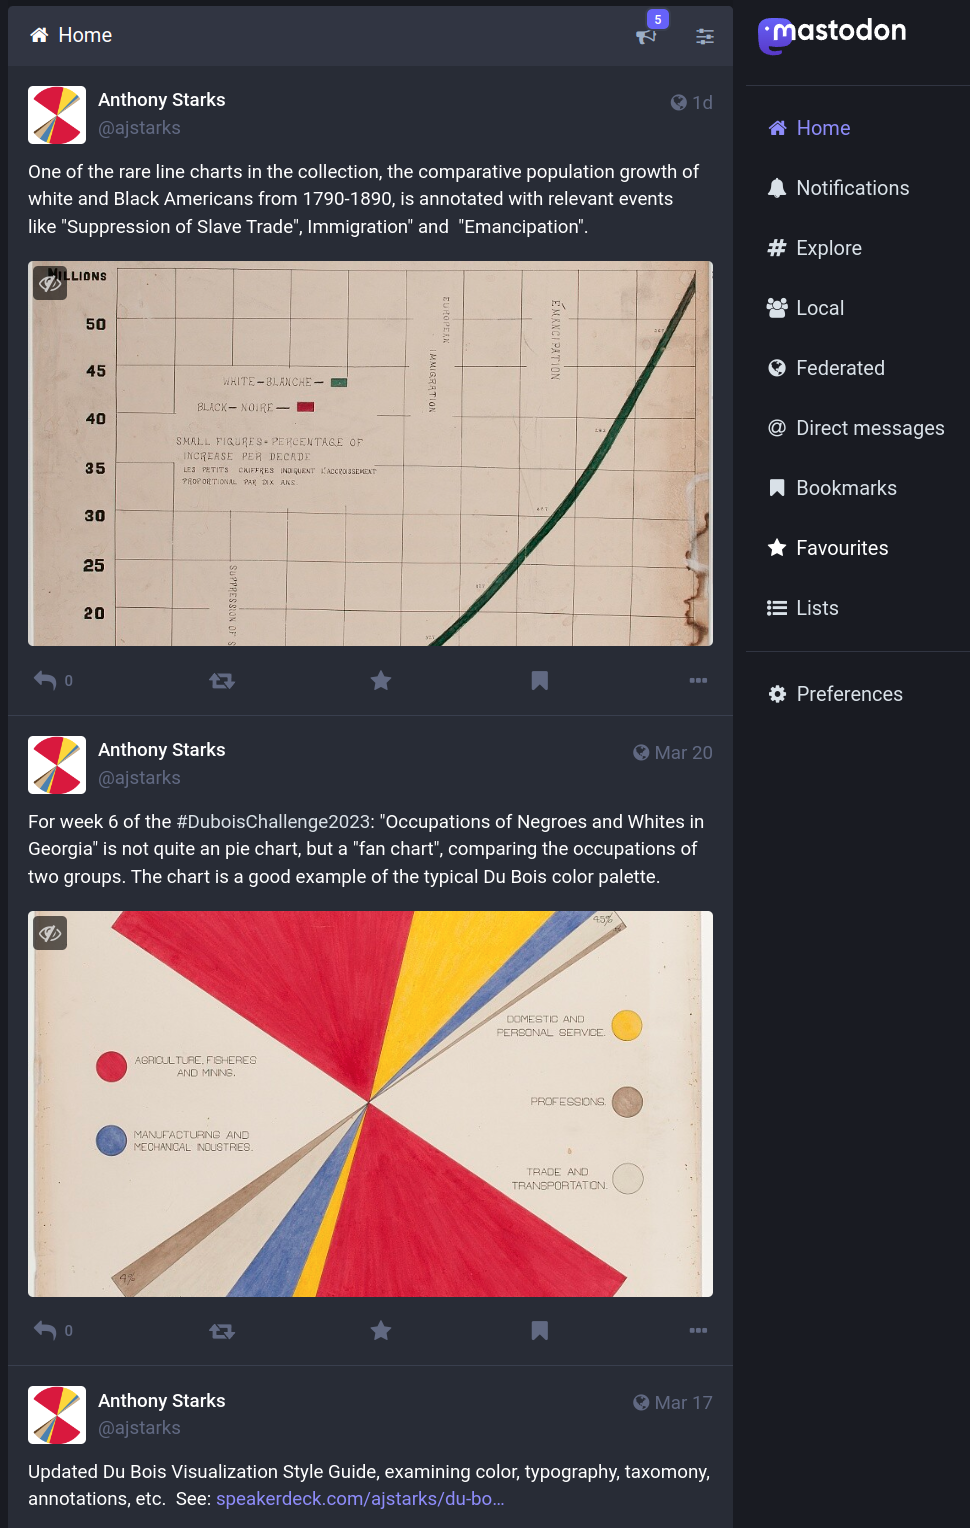 Home
5
mastodon
Anthony Starks
1d
@ajstarks
One of the rare line charts in the collection, the comparative population growth of
white and Black Americans from 1790-1890, is annotated with relevant events
like "Suppression of Slave Trade", Immigration" and  "Emancipation".
MILLIONS
50
45
40
35
30
25
20
WHITE—BLANCHE—
BLACK—NOIRE—
SMALL FIGURES=PERCENTAGE OF
INCREASE PER DECADE
LES PETITS CHIFFRES INDIQUENT L'ACCROISSEMENT
PROPORTIONAL PAR DIX ANS.
EUROPEAN
IMMIGRATION
EMANCIPATION
SUPPRESSION OF S
0
Anthony Starks
Mar 20
@ajstarks
For week 6 of the #DuboisChallenge2023: "Occupations of Negroes and Whites in
Georgia" is not quite an pie chart, but a "fan chart", comparing the occupations of
two groups. The chart is a good example of the typical Du Bois color palette.
4.5%
AGRICULTURE, FISHERIES
AND MINING.
MANUFACTURING AND
MECHANICAL INDUSTRIES.
DOMESTIC AND
PERSONAL SERVICE.
PROFESSIONS.
TRADE AND
TRANSPORTATION.
4%
0
Anthony Starks
Mar 17
@ajstarks
Updated Du Bois Visualization Style Guide, examining color, typography, taxomony,
annotations, etc.  See: speakerdeck.com/ajstarks/du-bo…
Home
Notifications
Explore
Local
Federated
Direct messages
Bookmarks
Favourites
Lists
Preferences